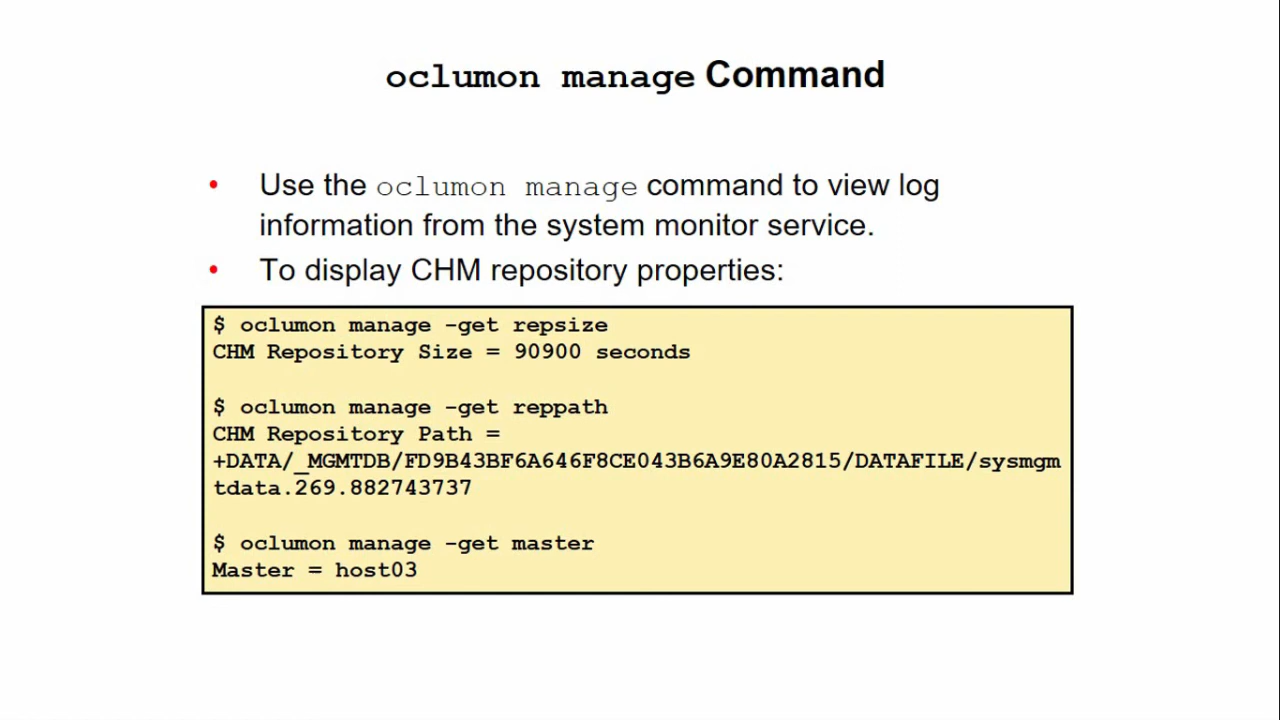 oclumon manage Command
• Use the oclumon manage command to view log
information from the system monitor service.
• To display CHM repository properties:
$ oclumon manage -get repsize
CHM Repository Size = 90900 seconds
$ oclumon manage -get reppath
CHM Repository Path =
+DATA/_MGMTDB/FD9B43BF6A646F8CE043B6A9E80A2815/DATAFILE/sysmgm
tdata.269.882743737
$ oclumon manage -get master
Master = host03